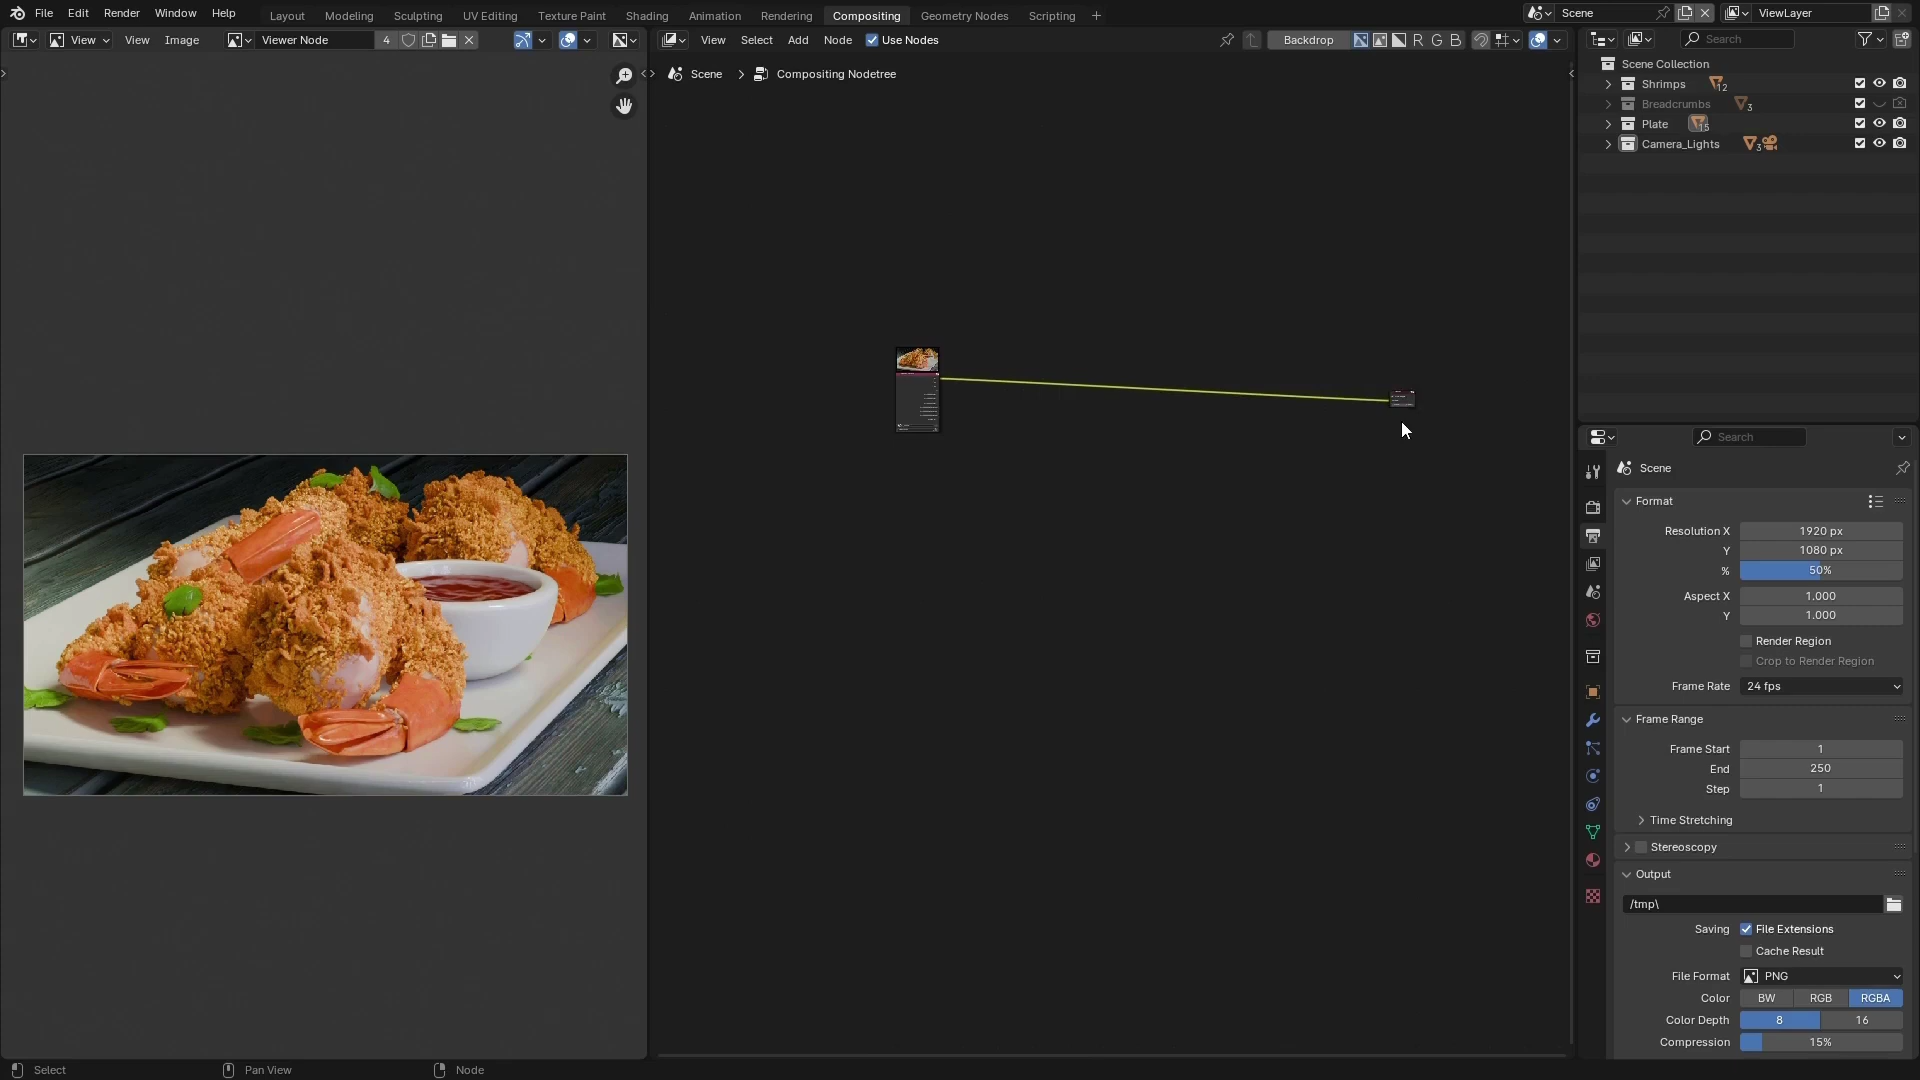 File Edit Render Window Help Layout Modeling Sculpting UV Editing Texture Paint Shading Animation Rendering Compositing Geometry Nodes Scripting + Scene ViewLayer
View View Image Viewer Node 4 View Select Add Node Use Nodes Backdrop R G B Search
Scene > Compositing Nodetree
Scene Collection
Shrimps 12
Breadcrumbs 3
Plate 15
Camera_Lights 3
Search
Scene
Format
Resolution X 1920 px
Y 1080 px
% 50%
Aspect X 1.000
Y 1.000
Render Region
Crop to Render Region
Frame Rate 24 fps
Frame Range
Frame Start 1
End 250
Step 1
Time Stretching
Stereoscopy
Output
/tmp\
Saving File Extensions
Cache Result
File Format PNG
Color BW RGB RGBA
Color Depth 8 16
Compression 15%
Select Pan View Node